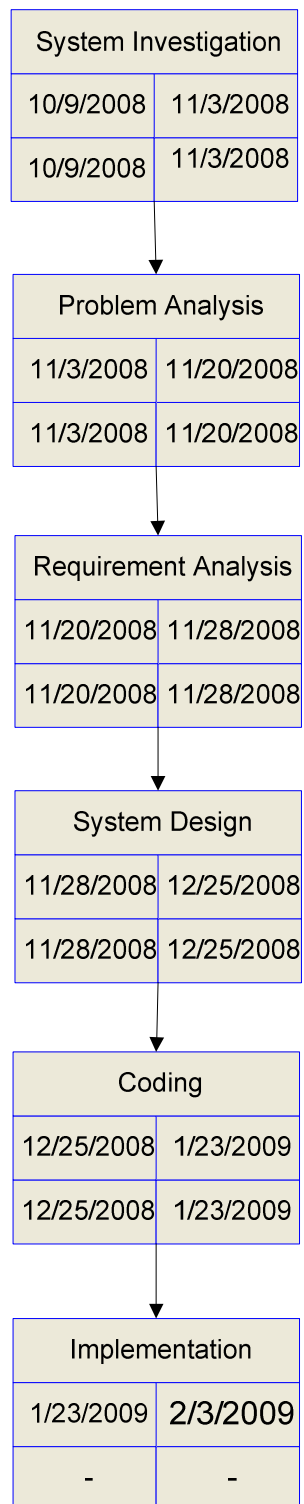 System Investigation
10/9/2008 11/3/2008
10/9/2008 11/3/2008
Problem Analysis
11/3/2008 11/20/2008
11/3/2008 11/20/2008
Requirement Analysis
11/20/2008 11/28/2008
11/20/2008 11/28/2008
System Design
11/28/2008 12/25/2008
11/28/2008 12/25/2008
Coding
12/25/2008 1/23/2009
12/25/2008 1/23/2009
Implementation
1/23/2009 2/3/2009
- -